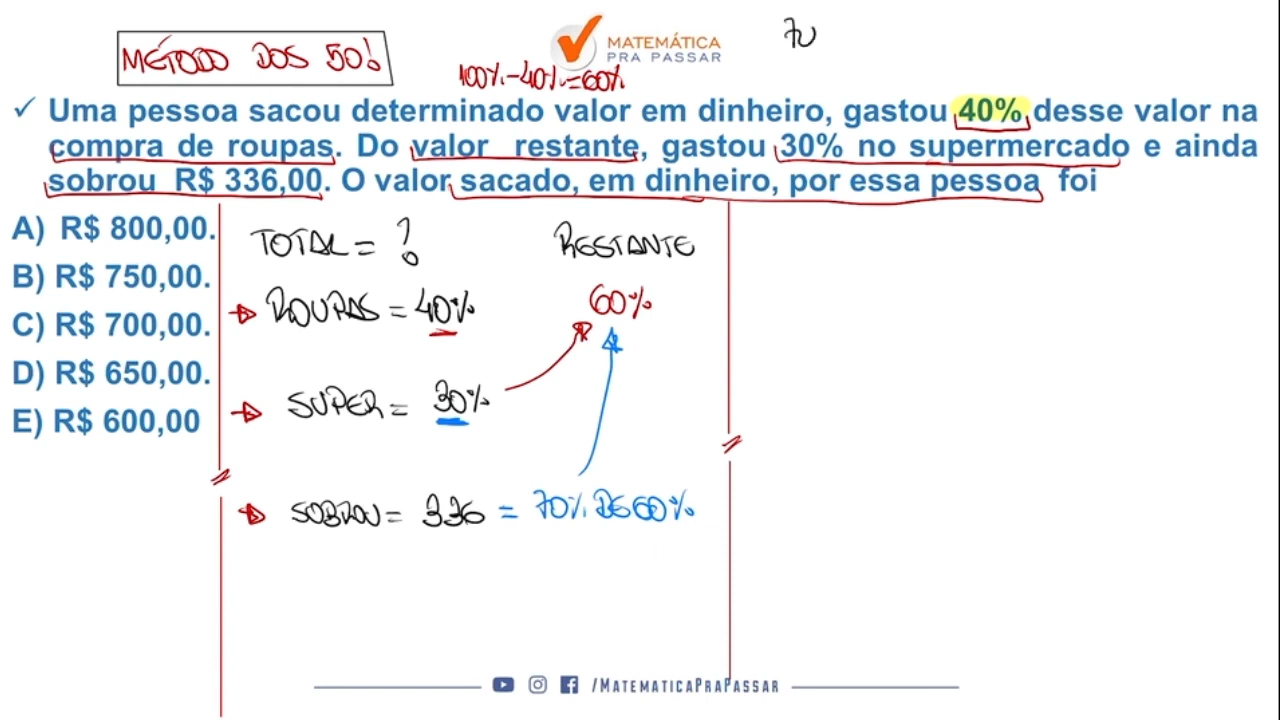 MÉTODO DOS 50!
MATEMÁTICA
PRA PASSAR
70
100%-40%=60%
✓ Uma pessoa sacou determinado valor em dinheiro, gastou 40% desse valor na
compra de roupas. Do valor restante, gastou 30% no supermercado e ainda
sobrou R$ 336,00. O valor sacado, em dinheiro, por essa pessoa foi
A) R$ 800,00.
B) R$ 750,00.
C) R$ 700,00.
D) R$ 650,00.
E) R$ 600,00
TOTAL = ?
RESTANTE
ROUPAS = 40%
60%
SUPER = 30%
SOBROU = 336 = 70% DE 60%
/MATEMATICAPRAPASSAR